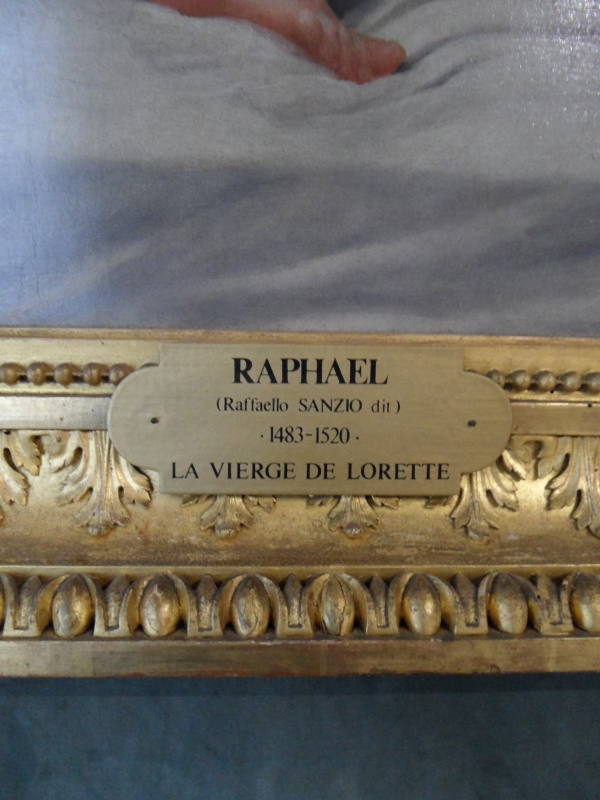 RAPHAEL
(Raffaello SANZIO dit)
·1483-1520·
LA VIERGE DE LORETTE